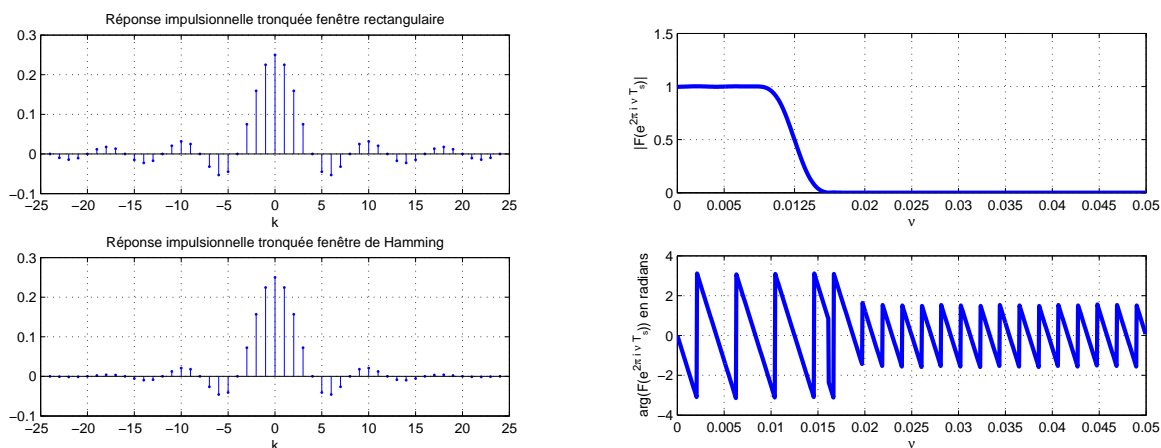 Réponse impulsionnelle tronquée fenêtre rectangulaire
0.3
0.2
0.1
0
−0.1
−25 −20 −15 −10 −5 0 5 10 15 20 25
k
Réponse impulsionnelle tronquée fenêtre de Hamming
0.3
0.2
0.1
0
−0.1
−25 −20 −15 −10 −5 0 5 10 15 20 25
k
|F(e^{2π i ν T_s})|
1.5
1
0.5
0
0 0.005 0.0125 0.02 0.025 0.03 0.035 0.04 0.045 0.05
ν
arg(F(e^{2π i ν T_s})) en radians
4
2
0
−2
−4
0 0.005 0.01 0.015 0.02 0.025 0.03 0.035 0.04 0.045 0.05
ν